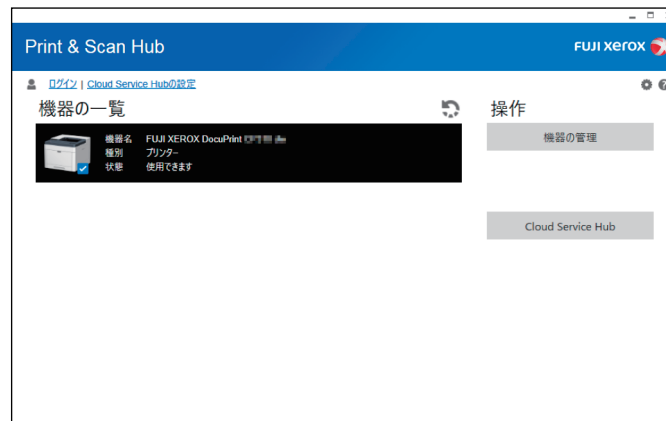 Print & Scan Hub
FUJI XEROX
ログイン | Cloud Service Hubの設定
機器の一覧
機器名 FUJI XEROX DocuPrint
種別 プリンター
状態 使用できます
操作
機器の管理
Cloud Service Hub